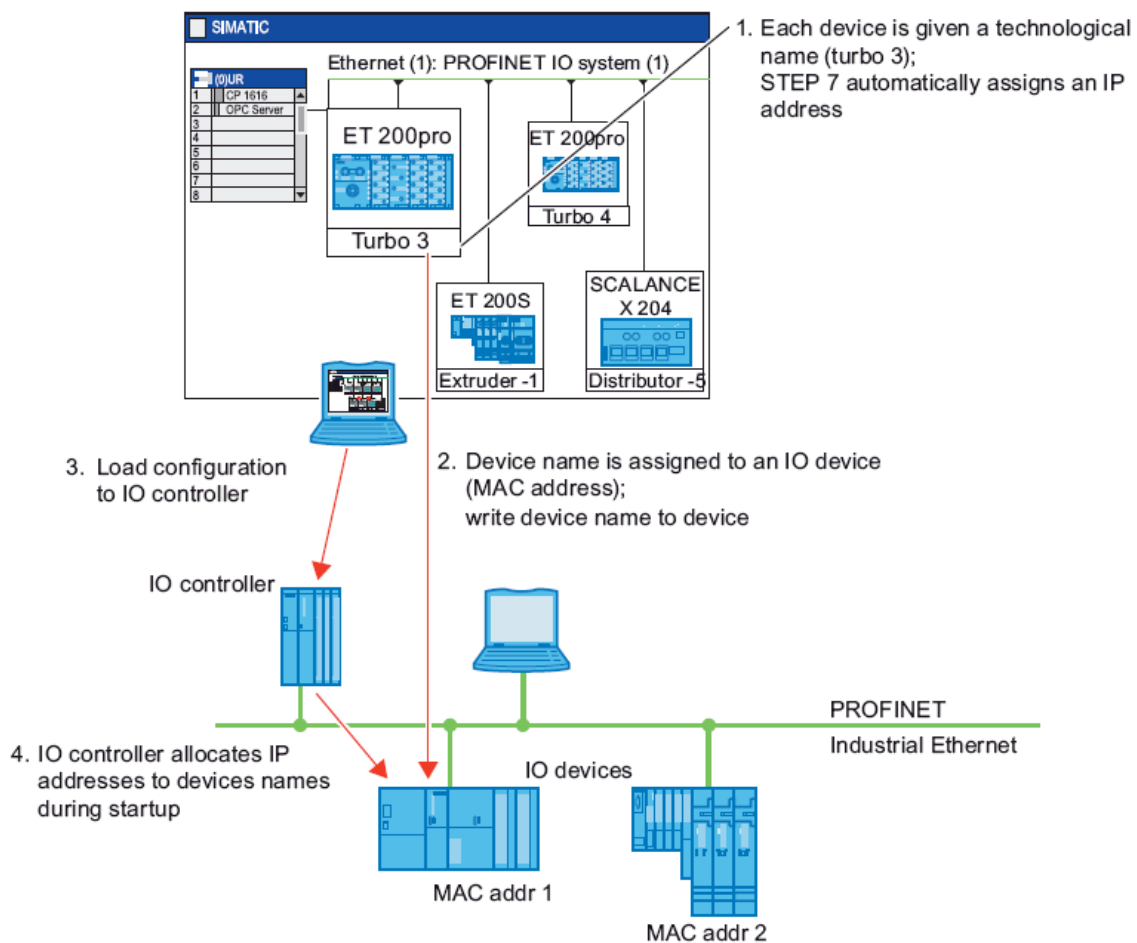 SIMATIC
1. Each device is given a technological
name (turbo 3);
STEP 7 automatically assigns an IP
address
Ethernet (1): PROFINET IO system (1)
(0)UR
1 CP 1616
2 OPC Server
3
4
5
6
7
8
ET 200pro
Turbo 3
ET 200pro
Turbo 4
ET 200S
Extruder -1
SCALANCE
X 204
Distributor -5
3. Load configuration
to IO controller
2. Device name is assigned to an IO device
(MAC address);
write device name to device
IO controller
PROFINET
Industrial Ethernet
4. IO controller allocates IP
addresses to devices names
during startup
IO devices
MAC addr 1
MAC addr 2